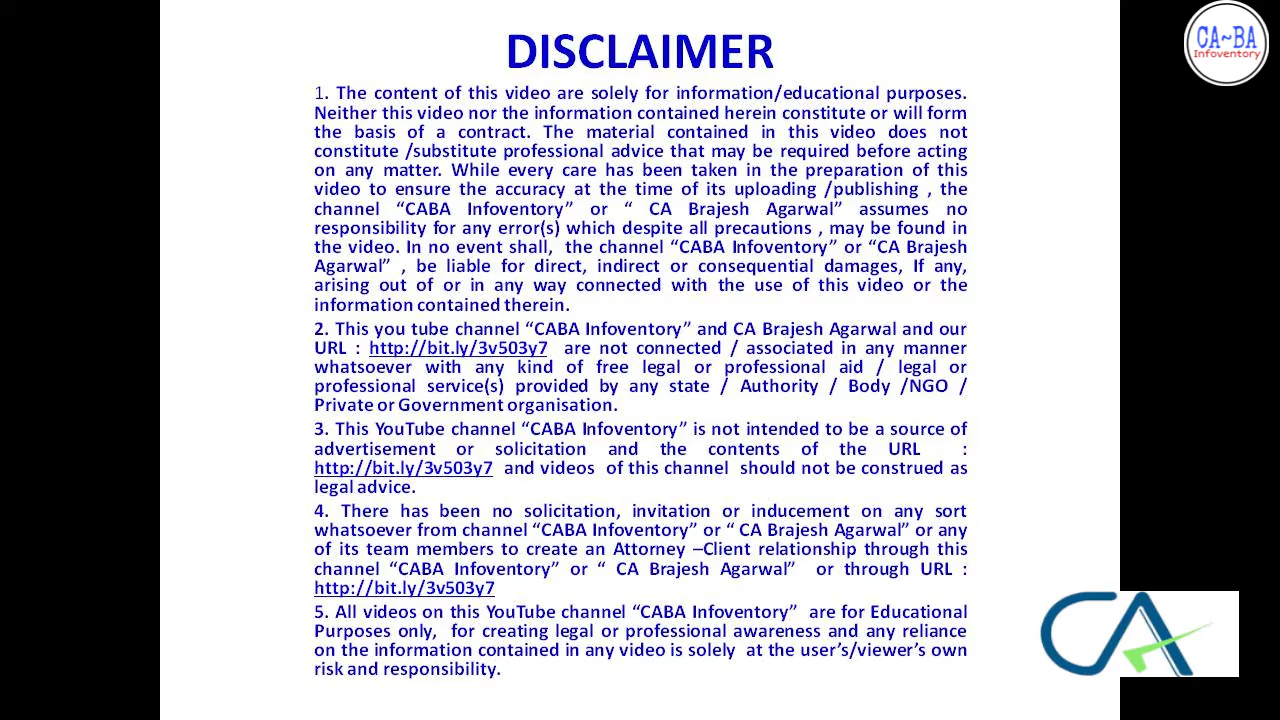 DISCLAIMER
CA~BA
Infoventory
1. The content of this video are solely for information/educational purposes.
Neither this video nor the information contained herein constitute or will form
the basis of a contract. The material contained in this video does not
constitute /substitute professional advice that may be required before acting
on any matter. While every care has been taken in the preparation of this
video to ensure the accuracy at the time of its uploading /publishing , the
channel “CABA Infoventory” or “ CA Brajesh Agarwal” assumes no
responsibility for any error(s) which despite all precautions , may be found in
the video. In no event shall, the channel “CABA Infoventory” or “CA Brajesh
Agarwal” , be liable for direct, indirect or consequential damages, If any,
arising out of or in any way connected with the use of this video or the
information contained therein.
2. This you tube channel “CABA Infoventory” and CA Brajesh Agarwal and our
URL : http://bit.ly/3v503y7 are not connected / associated in any manner
whatsoever with any kind of free legal or professional aid / legal or
professional service(s) provided by any state / Authority / Body /NGO /
Private or Government organisation.
3. This YouTube channel “CABA Infoventory” is not intended to be a source of
advertisement or solicitation and the contents of the URL :
http://bit.ly/3v503y7 and videos of this channel should not be construed as
legal advice.
4. There has been no solicitation, invitation or inducement on any sort
whatsoever from channel “CABA Infoventory” or “ CA Brajesh Agarwal” or any
of its team members to create an Attorney –Client relationship through this
channel “CABA Infoventory” or “ CA Brajesh Agarwal” or through URL :
http://bit.ly/3v503y7
5. All videos on this YouTube channel “CABA Infoventory” are for Educational
Purposes only, for creating legal or professional awareness and any reliance
on the information contained in any video is solely at the user’s/viewer’s own
risk and responsibility.
CA